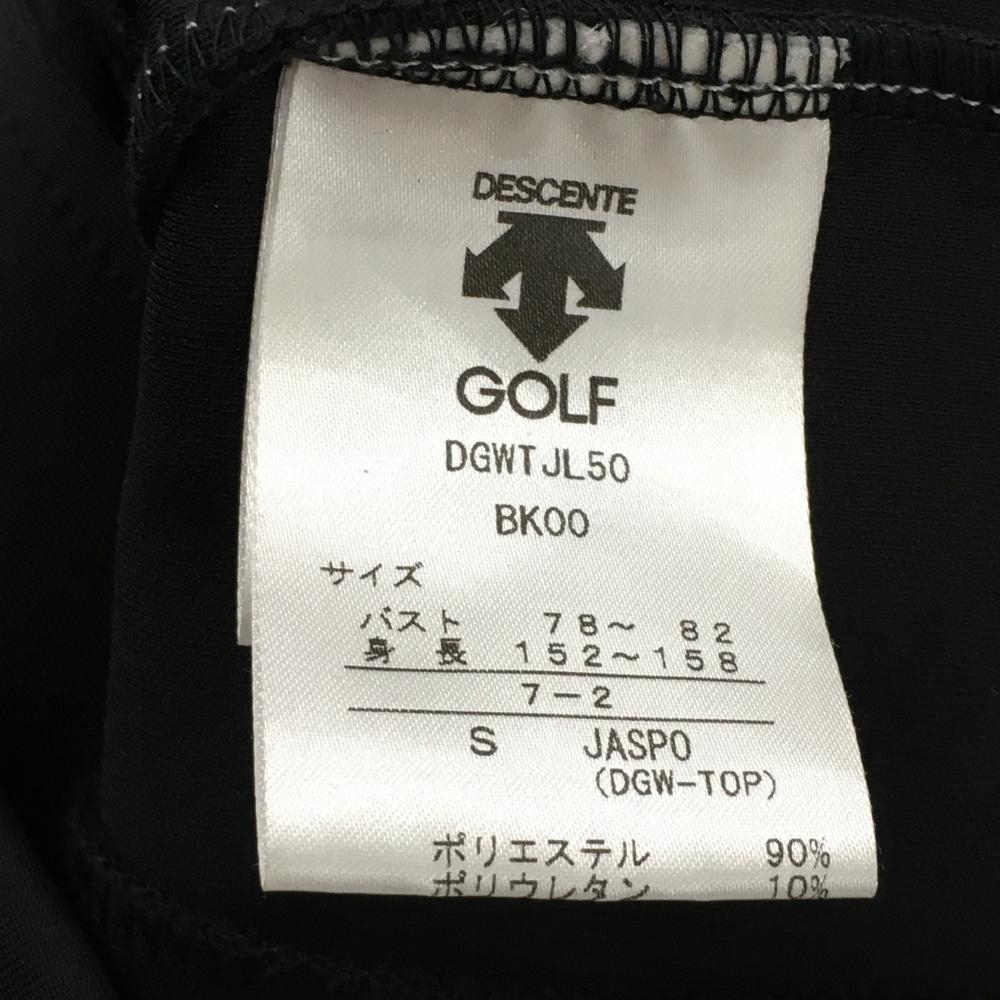 DESCENTE
GOLF
DGWTJL50
BK00
サイズ
バスト 78～ 82
身長 152～158
7-2
S JASPO
(DGW-TOP)
ポリエステル 90%
ポリウレタン 10%